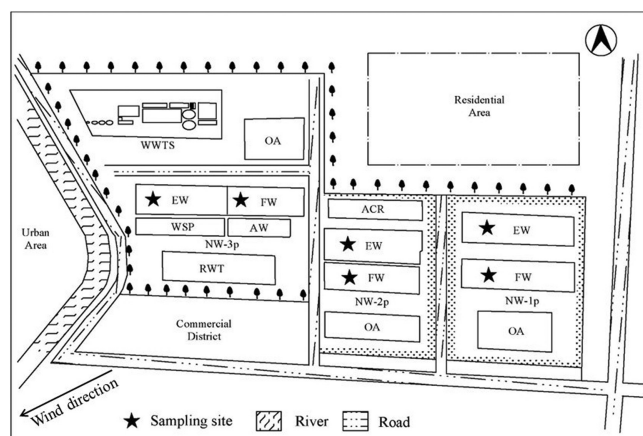 Residential
Area
WWTS
OA
EW
FW
WSP
AW
NW-3p
RWT
ACR
EW
FW
NW-2p
OA
EW
FW
NW-1p
OA
Urban
Area
Commercial
District
Wind direction
Sampling site
River
Road